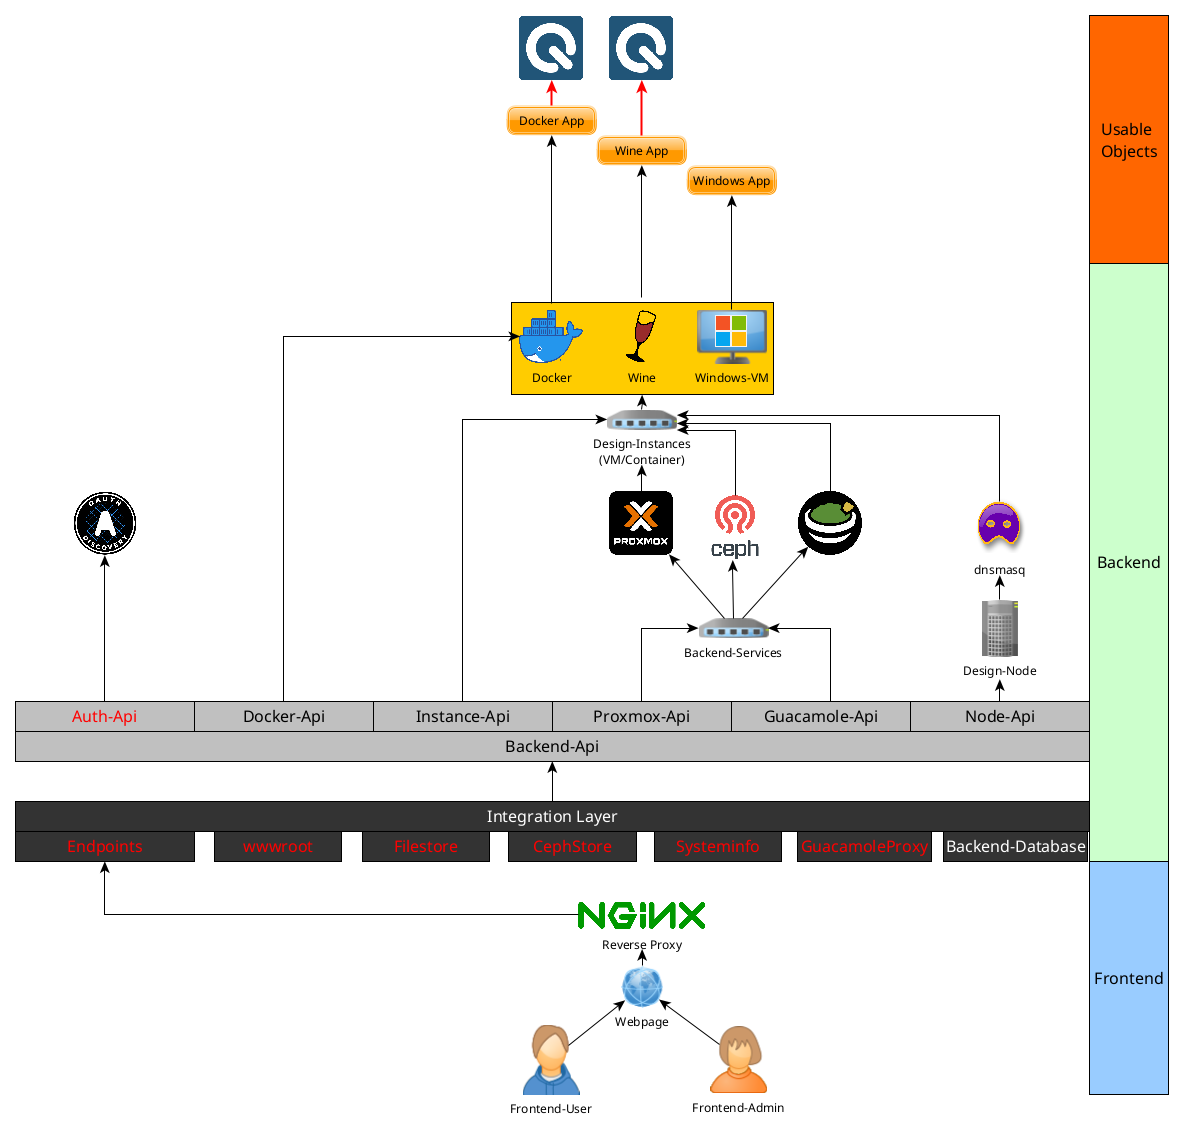 Docker App
Wine App
Windows App
Usable
Objects
Docker
Wine
Windows-VM
Design-Instances
(VM/Container)
OAUTH
DISCOVERY
PROXMOX
ceph
dnsmasq
Backend
Backend-Services
Design-Node
Auth-Api
Docker-Api
Instance-Api
Proxmox-Api
Guacamole-Api
Node-Api
Backend-Api
Integration Layer
Endpoints
wwwroot
Filestore
CephStore
Systeminfo
GuacamoleProxy
Backend-Database
NGiNX
Reverse Proxy
Frontend
Webpage
Frontend-User
Frontend-Admin